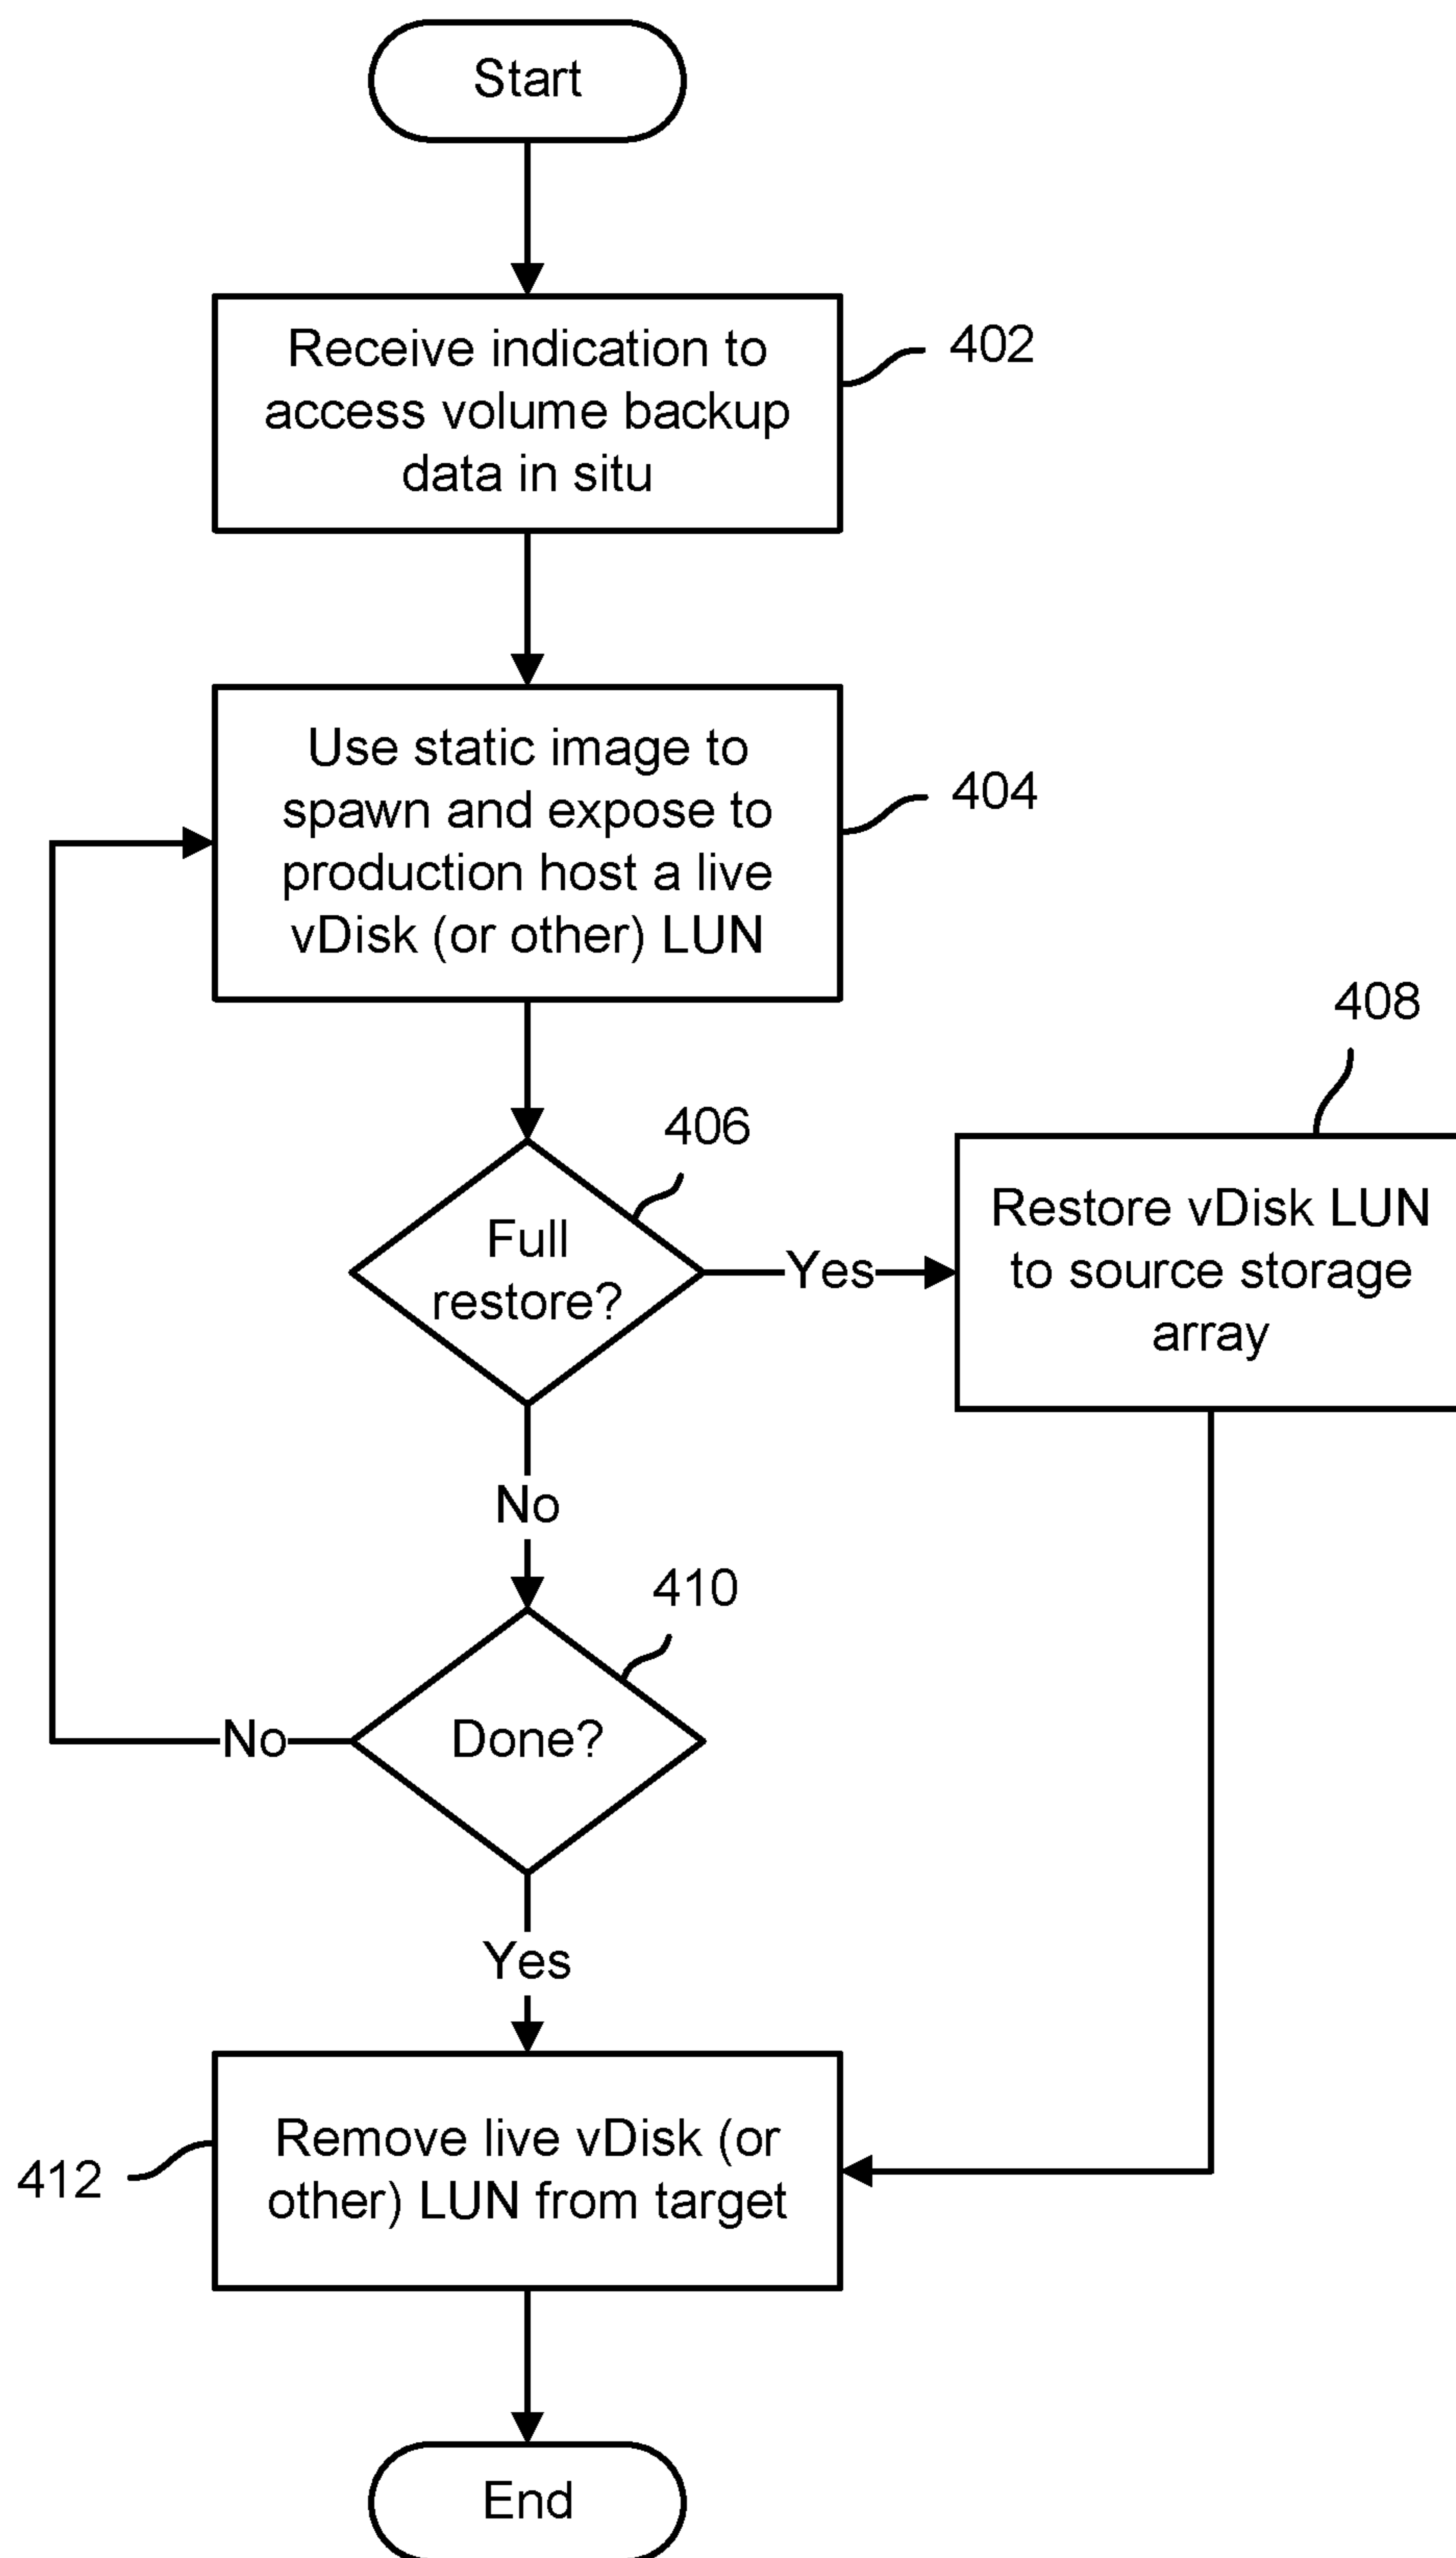 Start
Receive indication to
access volume backup
data in situ
402
Use static image to
spawn and expose to
production host a live
vDisk (or other) LUN
404
406
Full
restore?
Yes
408
Restore vDisk LUN
to source storage
array
No
410
Done?
No
Yes
412
Remove live vDisk (or
other) LUN from target
End